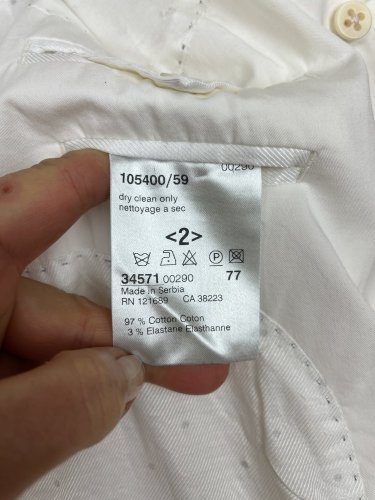 00290
105400/59
dry clean only
nettoyage a sec
<2>
P
34571 00290 77
Made in Serbia
RN 121689 CA 38223
97 % Cotton Coton
3 % Elastane Elasthanne